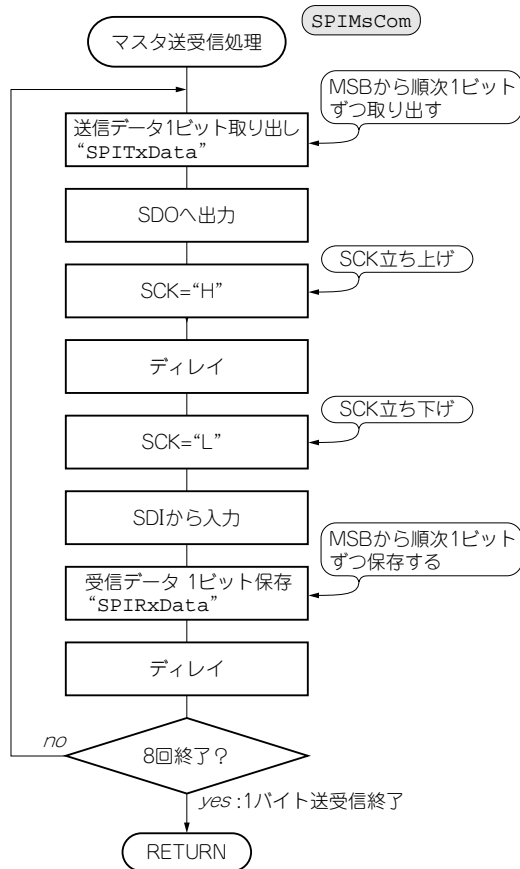 SPIMsCom
マスタ送受信処理
MSBから順次1ビット
ずつ取り出す
送信データ1ビット取り出し
“SPITxData”
SDOへ出力
SCK立ち上げ
SCK=“H”
ディレイ
SCK立ち下げ
SCK=“L”
SDIから入力
MSBから順次1ビット
ずつ保存する
受信データ 1ビット保存
“SPIRxData”
ディレイ
no
8回終了？
yes :1バイト送受信終了
RETURN